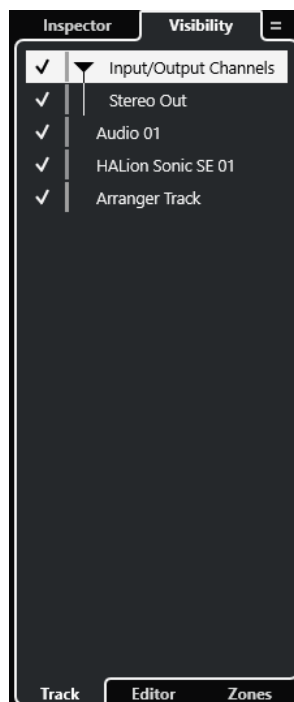 Inspector Visibility
Input/Output Channels
Stereo Out
Audio 01
HALion Sonic SE 01
Arranger Track
Track Editor Zones